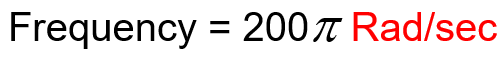 Frequency = 200π Rad/sec